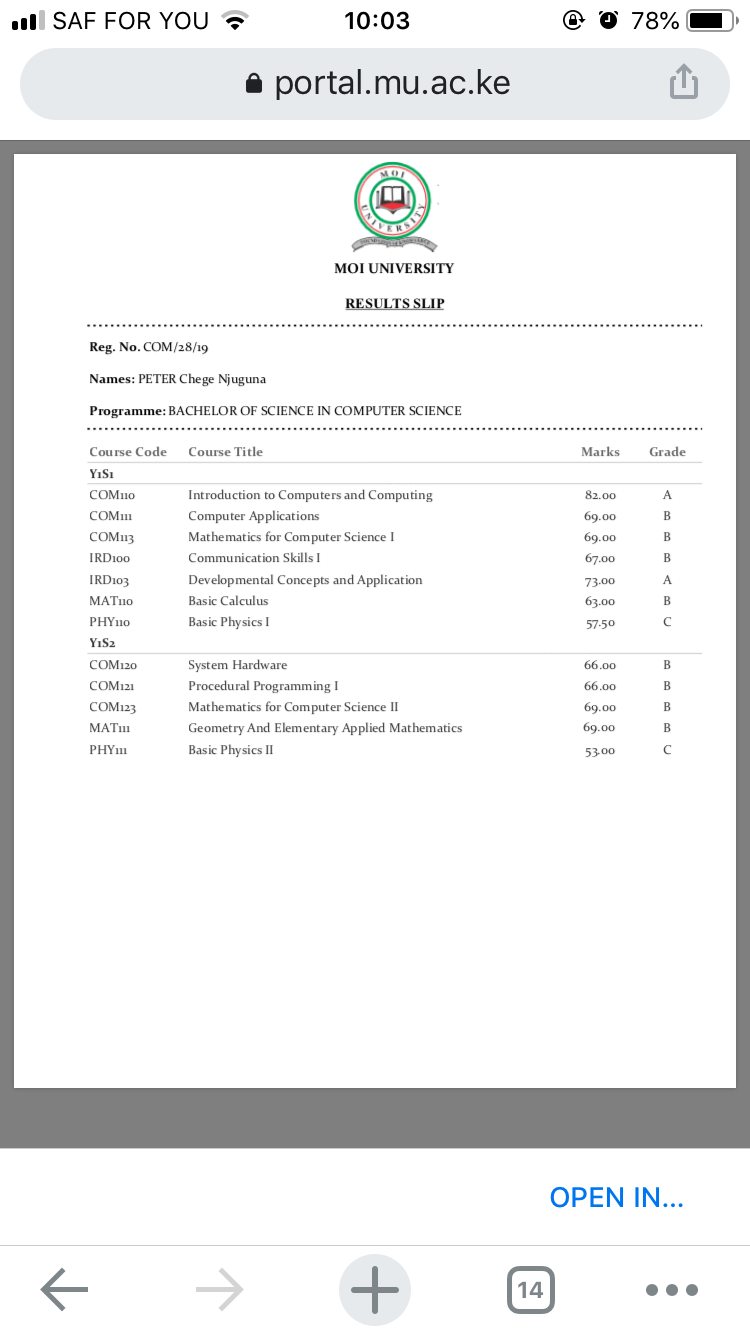 SAF FOR YOU 10:03 78%
portal.mu.ac.ke
MOI
UNIVERSITY
MOI UNIVERSITY
RESULTS SLIP
Reg. No. COM/28/19
Names: PETER Chege Njuguna
Programme: BACHELOR OF SCIENCE IN COMPUTER SCIENCE
Course Code Course Title Marks Grade
Y1S1
COM110 Introduction to Computers and Computing 82.00 A
COM111 Computer Applications 69.00 B
COM113 Mathematics for Computer Science I 69.00 B
IRD100 Communication Skills I 67.00 B
IRD103 Developmental Concepts and Application 73.00 A
MAT110 Basic Calculus 63.00 B
PHY110 Basic Physics I 57.50 C
Y1S2
COM120 System Hardware 66.00 B
COM121 Procedural Programming I 66.00 B
COM123 Mathematics for Computer Science II 69.00 B
MAT111 Geometry And Elementary Applied Mathematics 69.00 B
PHY111 Basic Physics II 53.00 C
OPEN IN...
14